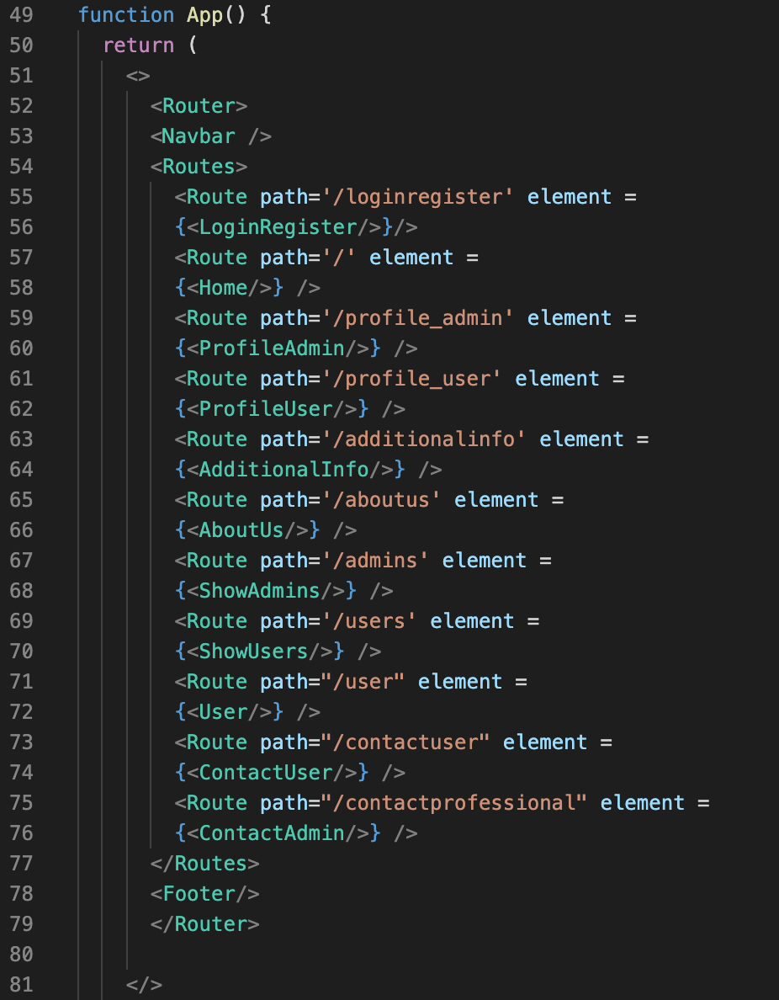 49 function App() {
50 return (
51 <>
52 <Router>
53 <Navbar />
54 <Routes>
55 <Route path='/loginregister' element =
56 {<LoginRegister/>}/>
57 <Route path='/' element =
58 {<Home/>} />
59 <Route path='/profile_admin' element =
60 {<ProfileAdmin/>} />
61 <Route path='/profile_user' element =
62 {<ProfileUser/>} />
63 <Route path='/additionalinfo' element =
64 {<AdditionalInfo/>} />
65 <Route path='/aboutus' element =
66 {<AboutUs/>} />
67 <Route path='/admins' element =
68 {<ShowAdmins/>} />
69 <Route path='/users' element =
70 {<ShowUsers/>} />
71 <Route path="/user" element =
72 {<User/>} />
73 <Route path="/contactuser" element =
74 {<ContactUser/>} />
75 <Route path="/contactprofessional" element =
76 {<ContactAdmin/>} />
77 </Routes>
78 <Footer/>
79 </Router>
80
81 </>